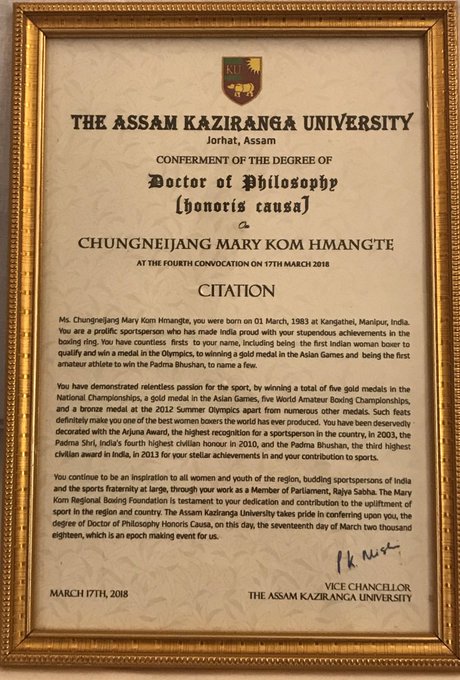 KU
THE ASSAM KAZIRANGA UNIVERSITY
Jorhat, Assam
CONFERMENT OF THE DEGREE OF
Doctor of Philosophy
(honoris causa)
On
CHUNGNEIJANG MARY KOM HMANGTE
AT THE FOURTH CONVOCATION ON 17TH MARCH 2018
CITATION
Ms. Chungneijang Mary Kom Hmangte, you were born on 01 March, 1983 at Kangathei, Manipur, India.
You are a prolific sportsperson who has made India proud with your stupendous achievements in the
boxing ring. You have countless firsts to your name, including being the first Indian woman boxer to
qualify and win a medal in the Olympics, to winning a gold medal in the Asian Games and being the first
amateur athlete to win the Padma Bhushan, to name a few.
You have demonstrated relentless passion for the sport, by winning a total of five gold medals in the
National Championships, a gold medal in the Asian Games, five World Amateur Boxing Championships,
and a bronze medal at the 2012 Summer Olympics apart from numerous other medals. Such feats
definitely make you one of the best women boxers the world has ever produced. You have been deservedly
decorated with the Arjuna Award, the highest recognition for a sportsperson in the country, in 2003, the
Padma Shri, India's fourth highest civilian honour in 2010, and the Padma Bhushan, the third highest
civilian award in India, in 2013 for your stellar achievements and your contribution to sports.
You continue to be an inspiration to all women and youth of the region, budding sportspersons of India
and the sports fraternity at large, through your work as a Member of Parliament, Rajya Sabha. The Mary
Kom Regional Boxing Foundation is testament to your dedication and contribution to the upliftment of
sport in the region and country. The Assam Kaziranga University takes pride in conferring upon you, the
degree of Doctor of Philosophy Honoris Causa, on this day, the seventeenth day of March two thousand
eighteen, which is an epoch making event for us.
P.K.
MARCH 17TH, 2018
VICE CHANCELLOR
THE ASSAM KAZIRANGA UNIVERSITY